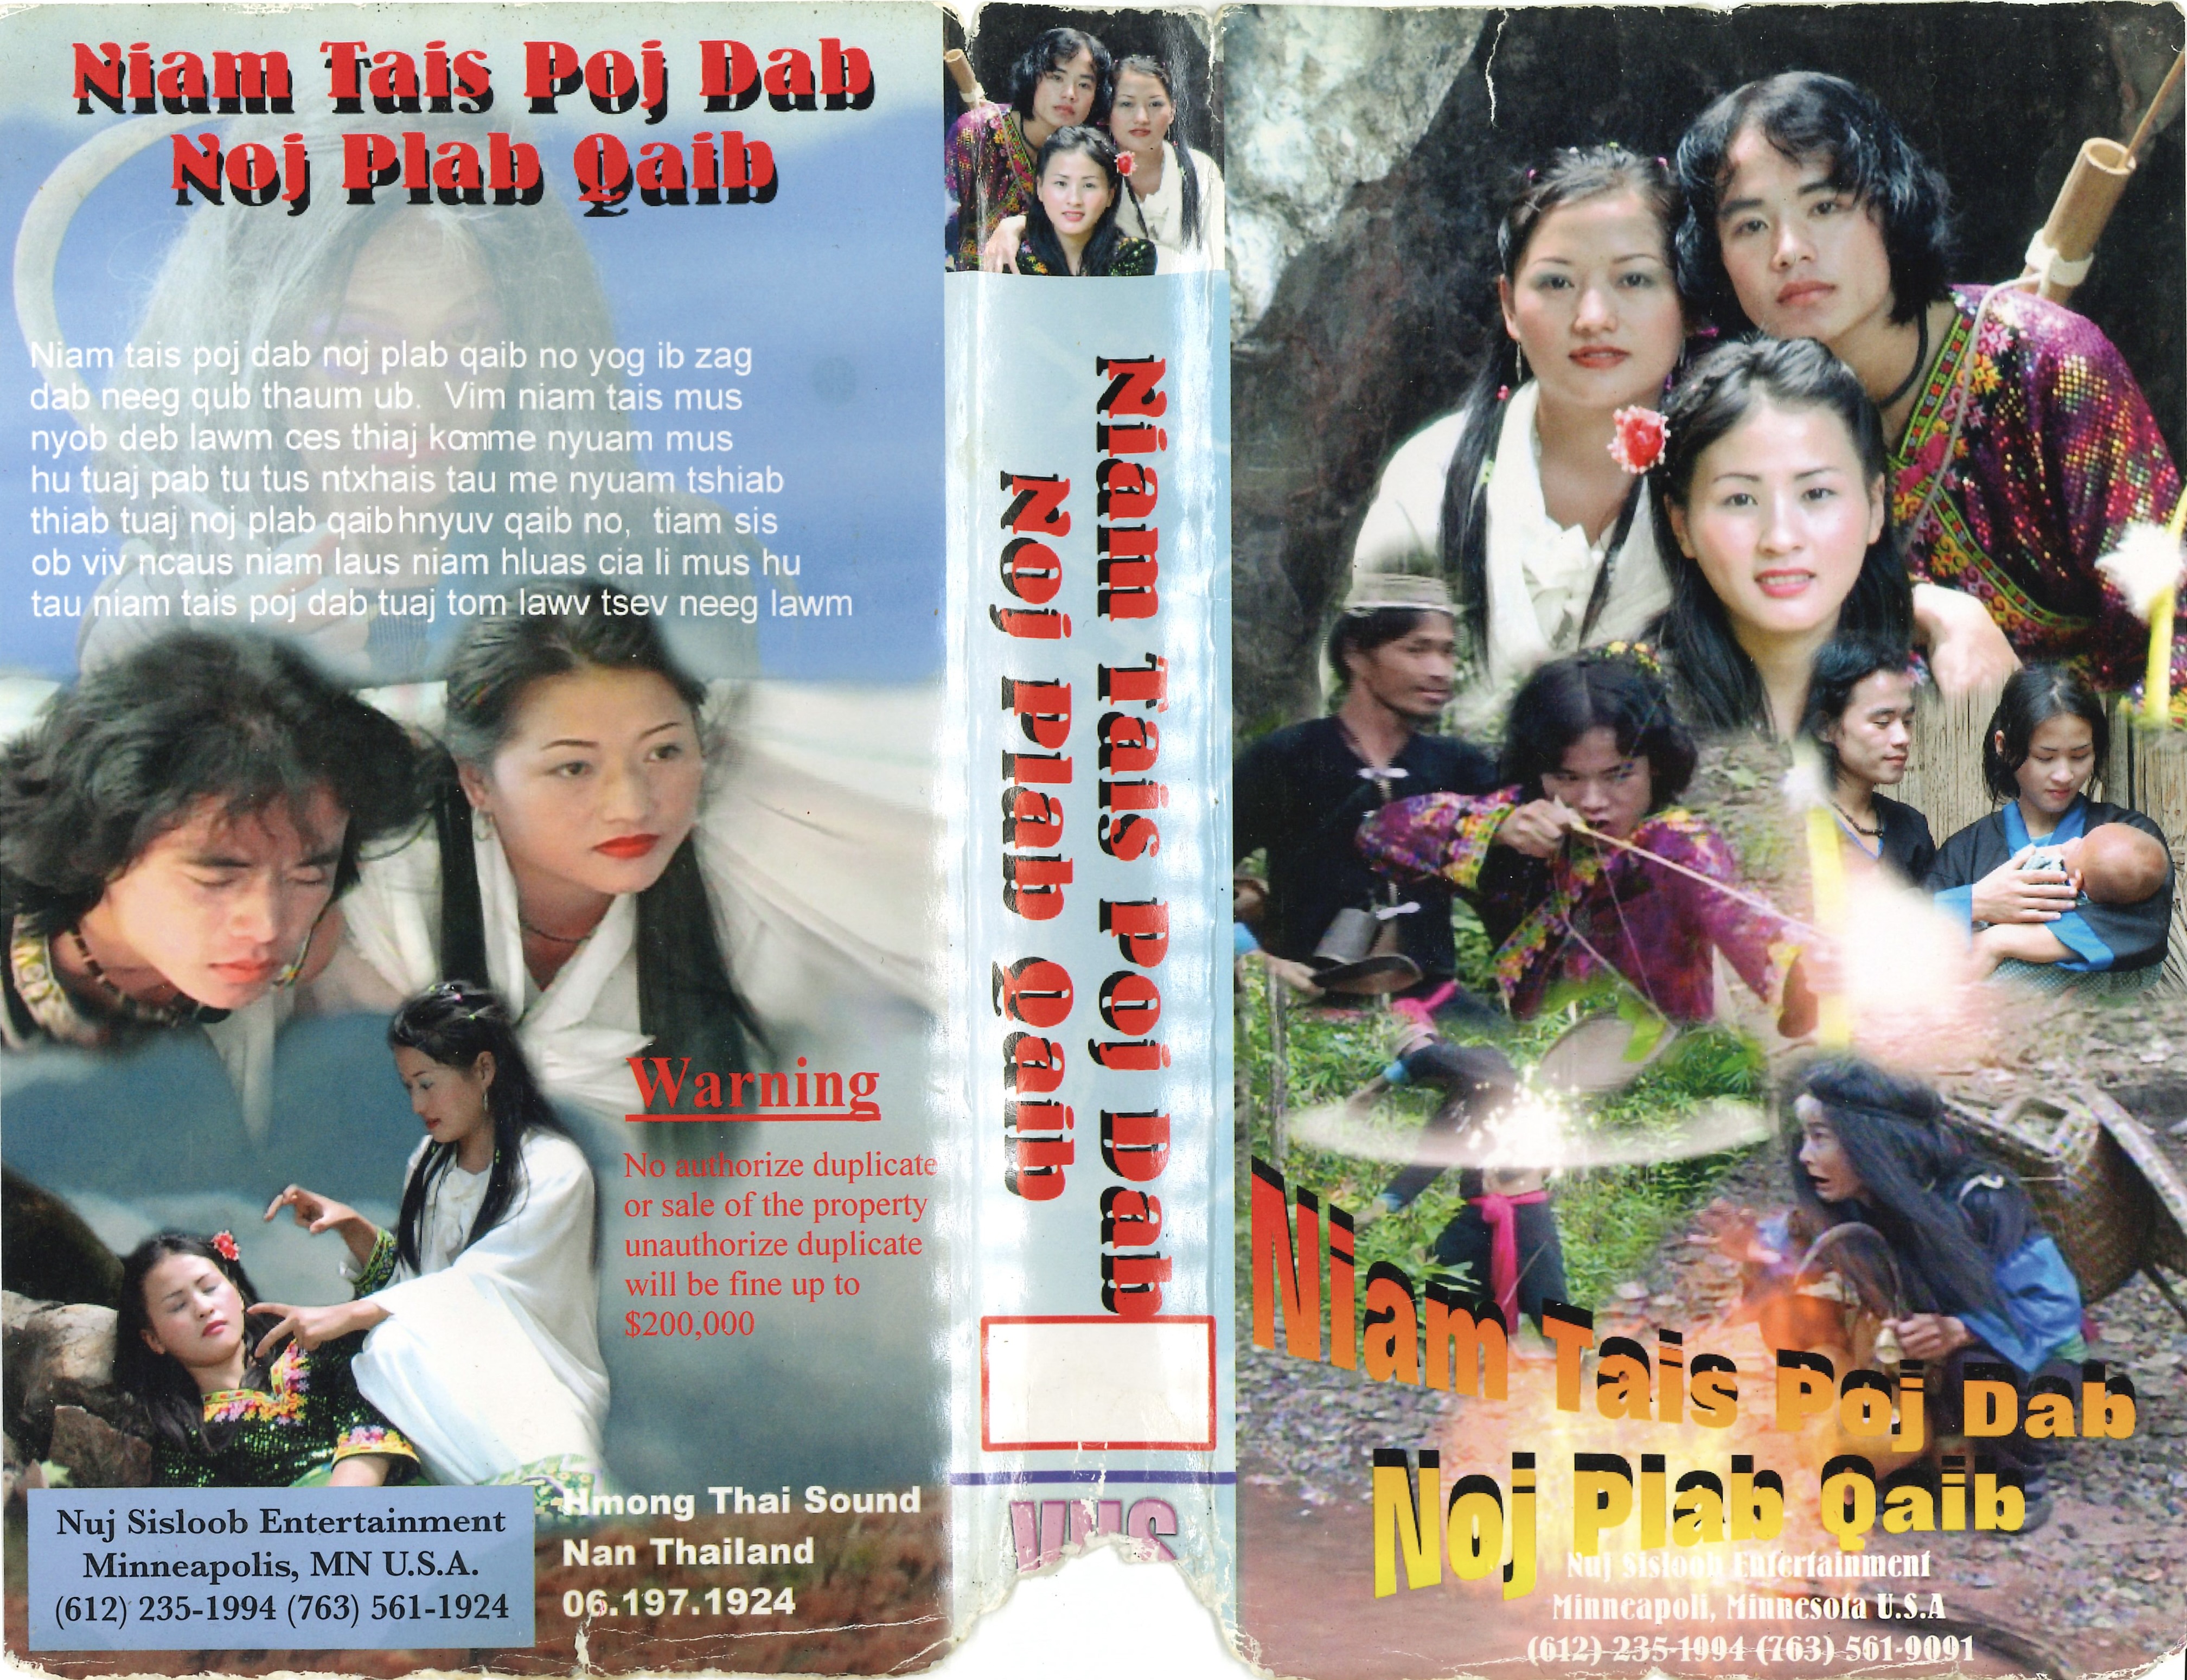 Niam Tais Poj Dab
Noj Plab Qaib
Niam tais poj dab noj plab qaib no yog ib zag
dab neeg qub thaum ub. Vim niam tais mus
nyob deb lawm ces thiaj komme nyuam mus
hu tuaj pab tu tus ntxhais tau me nyuam tshiab
thiab tuaj noj plab qaib hnyuv qaib no, tiam sis
ob viv ncaus niam laus niam hluas cia li mus hu
tau niam tais poj dab tuaj tom lawv tsev neeg lawm
Warning
No authorize duplicate
or sale of the property
unauthorize duplicate
will be fine up to
$200,000
Nuj Sisloob Entertainment
Minneapolis, MN U.S.A.
(612) 235-1994 (763) 561-1924
Hmong Thai Sound
Nan Thailand
06.197.1924
Niam Tais Poj Dab
Noj Plab Qaib
VHS
Niam Tais Poj Dab
Noj Plab Qaib
Nuj Sisloob Entertainment
Minneapoli, Minnesota U.S.A
(612) 235-1994 (763) 561-9091